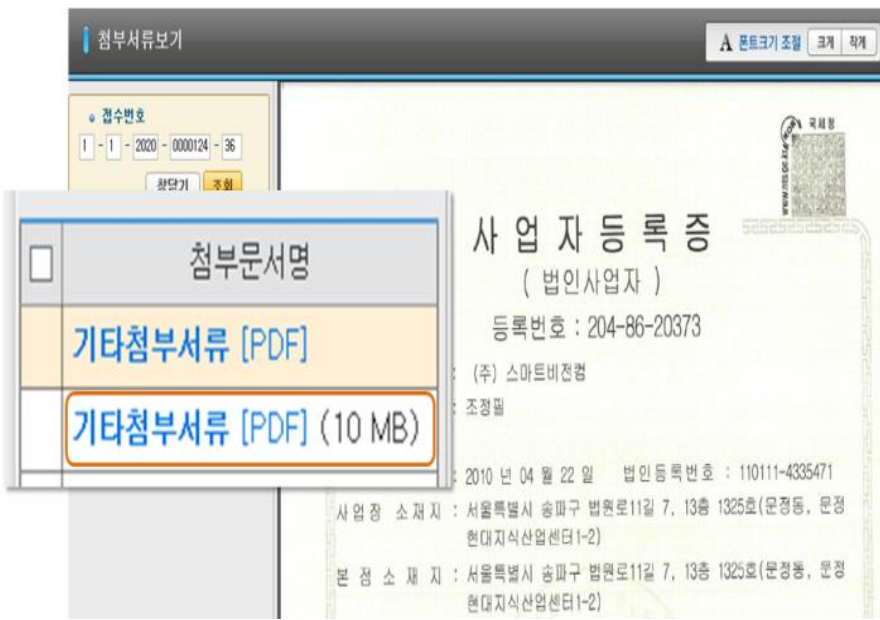 첨부서류보기
A 폰트크기 조절 크게 작게
접수번호
1 - 1 - 2020 - 0000124 - 36
창닫기 조회
첨부문서명
기타첨부서류 [PDF]
기타첨부서류 [PDF] (10 MB)
국세청
www.nts.go.kr
사업자등록증
( 법인사업자 )
등록번호 : 204-86-20373
: (주) 스마트비전컴
: 조정필
: 2010 년 04 월 22 일 법인등록번호 : 110111-4335471
사업장 소재지 : 서울특별시 송파구 법원로11길 7, 13층 1325호(문정동, 문정
현대지식산업센터1-2)
본점소재지 : 서울특별시 송파구 법원로11길 7, 13층 1325호(문정동, 문정
현대지식산업센터1-2)